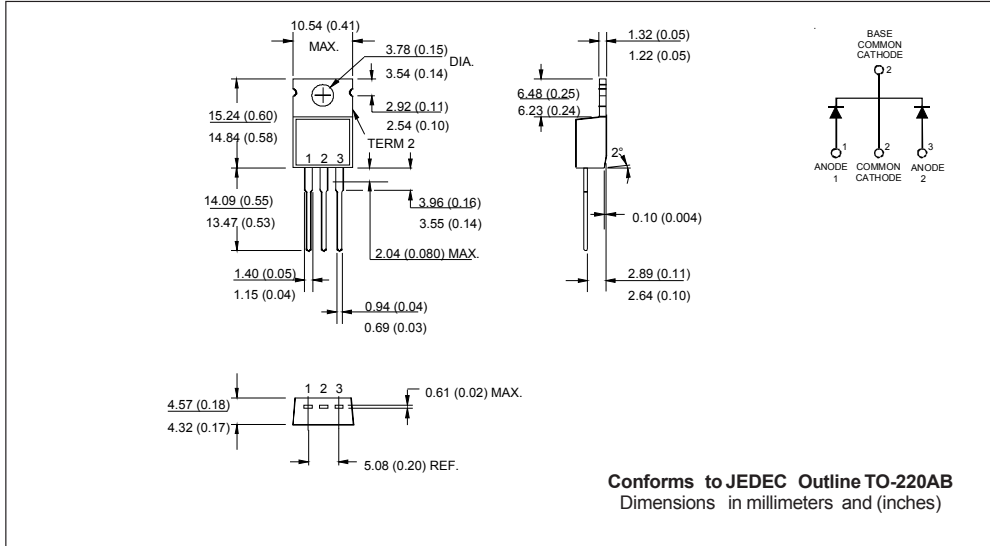 10.54 (0.41)
MAX.
3.78 (0.15)
3.54 (0.14)
DIA.
2.92 (0.11)
2.54 (0.10)
15.24 (0.60)
14.84 (0.58)
TERM 2
1 2 3
14.09 (0.55)
13.47 (0.53)
3.96 (0.16)
3.55 (0.14)
2.04 (0.080) MAX.
1.40 (0.05)
1.15 (0.04)
0.94 (0.04)
0.69 (0.03)
1.32 (0.05)
1.22 (0.05)
6.48 (0.25)
6.23 (0.24)
2°
0.10 (0.004)
2.89 (0.11)
2.64 (0.10)
BASE
COMMON
CATHODE
2
1 2 3
ANODE COMMON ANODE
1 CATHODE 2
1 2 3
4.57 (0.18)
4.32 (0.17)
0.61 (0.02) MAX.
5.08 (0.20) REF.
Conforms to JEDEC Outline TO-220AB
Dimensions in millimeters and (inches)